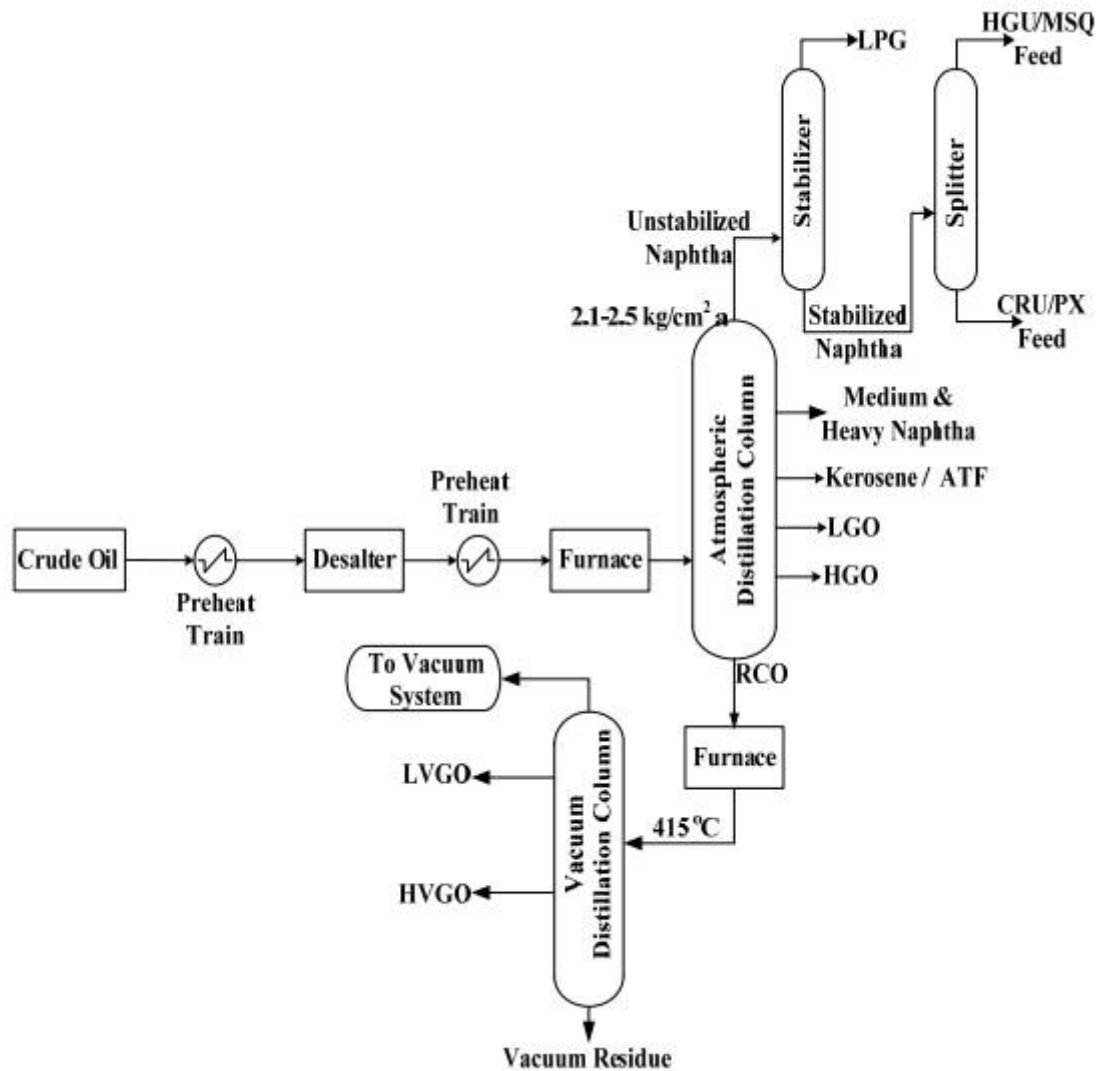 HGU/MSQ
Feed
LPG
Stabilizer
Splitter
Unstabilized
Naphtha
2.1-2.5 kg/cm² a
Stabilized
Naphtha
CRU/PX
Feed
Medium &
Heavy Naphtha
Kerosene / ATF
LGO
HGO
Atmospheric
Distillation Column
Preheat
Train
Crude Oil
Desalter
Furnace
Preheat
Train
RCO
To Vacuum
System
Furnace
LVGO
415°C
HVGO
Vacuum
Distillation Column
Vacuum Residue